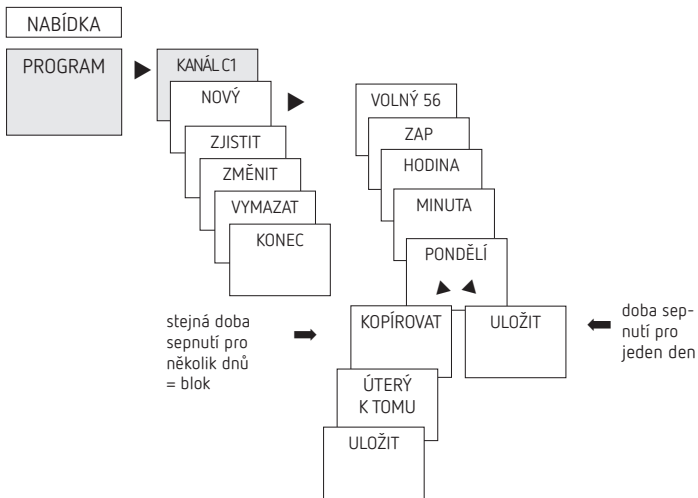 NABÍDKA
PROGRAM
KANÁL C1
NOVÝ
ZJISTIT
ZMĚNIT
VYMAZAT
KONEC
VOLNÝ 56
ZAP
HODINA
MINUTA
PONDĚLÍ
stejná doba
sepnutí pro
několik dnů
= blok
KOPÍROVAT
ULOŽIT
doba sep-
nutí pro
jeden den
ÚTERÝ
K TOMU
ULOŽIT